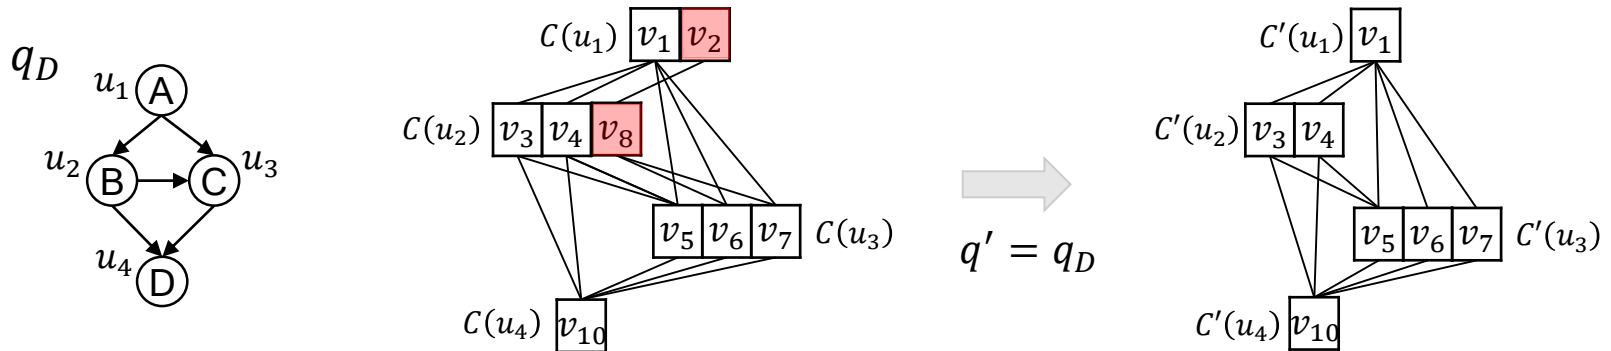 q_D
u_1 A
u_2 B C u_3
u_4 D
C(u_1) v_1 v_2
C(u_2) v_3 v_4 v_8
v_5 v_6 v_7 C(u_3)
C(u_4) v_10
q' = q_D
C'(u_1) v_1
C'(u_2) v_3 v_4
v_5 v_6 v_7 C'(u_3)
C'(u_4) v_10